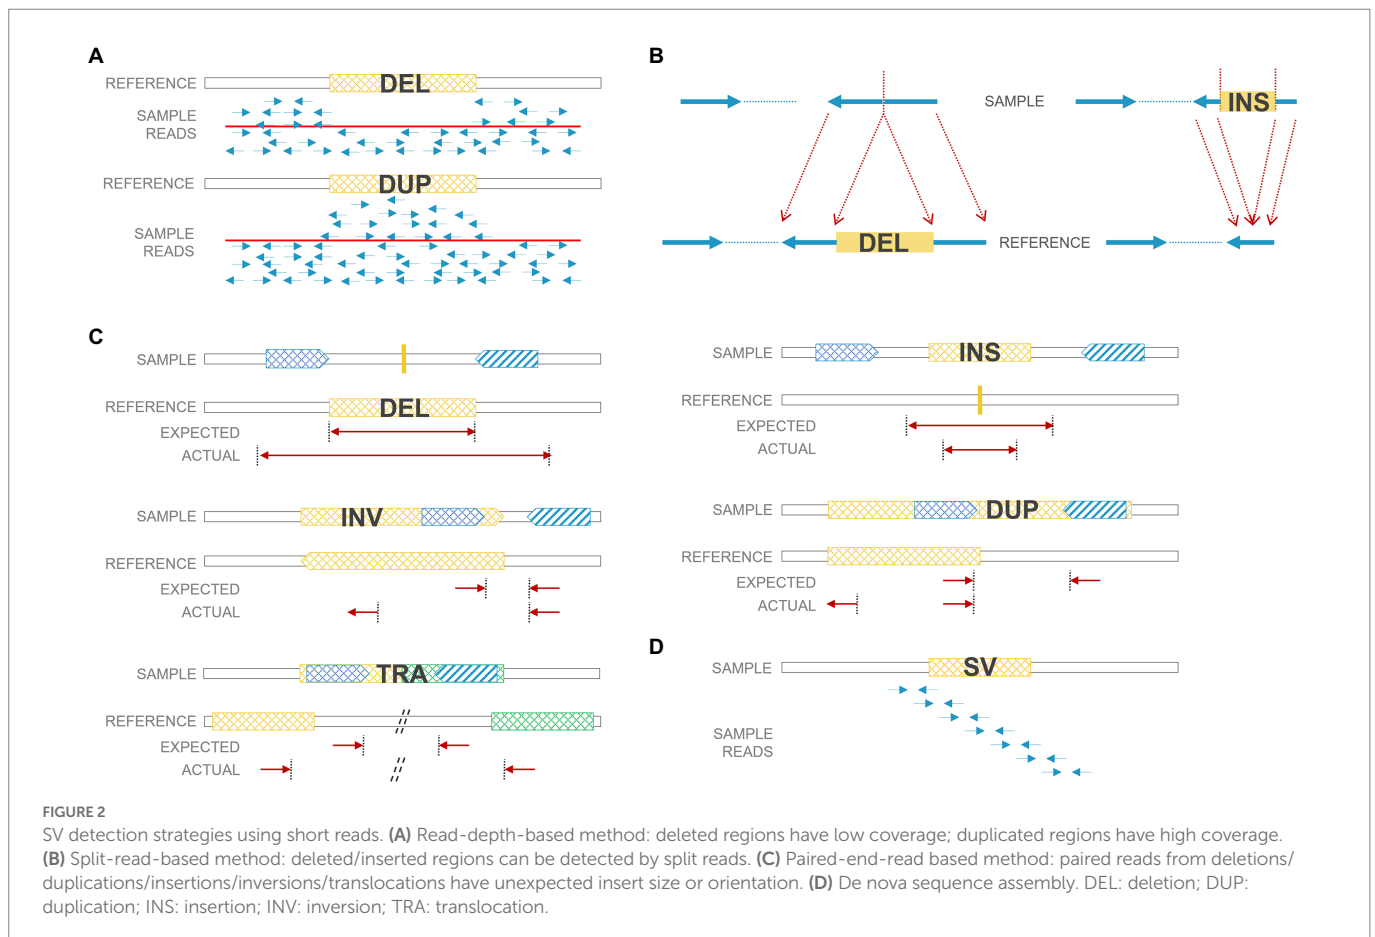 A
REFERENCE
DEL
SAMPLE
READS
REFERENCE
DUP
SAMPLE
READS
B
SAMPLE
INS
DEL
REFERENCE
C
SAMPLE
REFERENCE
DEL
EXPECTED
ACTUAL
SAMPLE
INS
REFERENCE
EXPECTED
ACTUAL
SAMPLE
INV
REFERENCE
EXPECTED
ACTUAL
SAMPLE
DUP
REFERENCE
EXPECTED
ACTUAL
SAMPLE
TRA
REFERENCE
EXPECTED
ACTUAL
D
SAMPLE
SV
SAMPLE
READS
FIGURE 2
SV detection strategies using short reads. (A) Read-depth-based method: deleted regions have low coverage; duplicated regions have high coverage.
(B) Split-read-based method: deleted/inserted regions can be detected by split reads. (C) Paired-end-read based method: paired reads from deletions/
duplications/insertions/inversions/translocations have unexpected insert size or orientation. (D) De nova sequence assembly. DEL: deletion; DUP:
duplication; INS: insertion; INV: inversion; TRA: translocation.